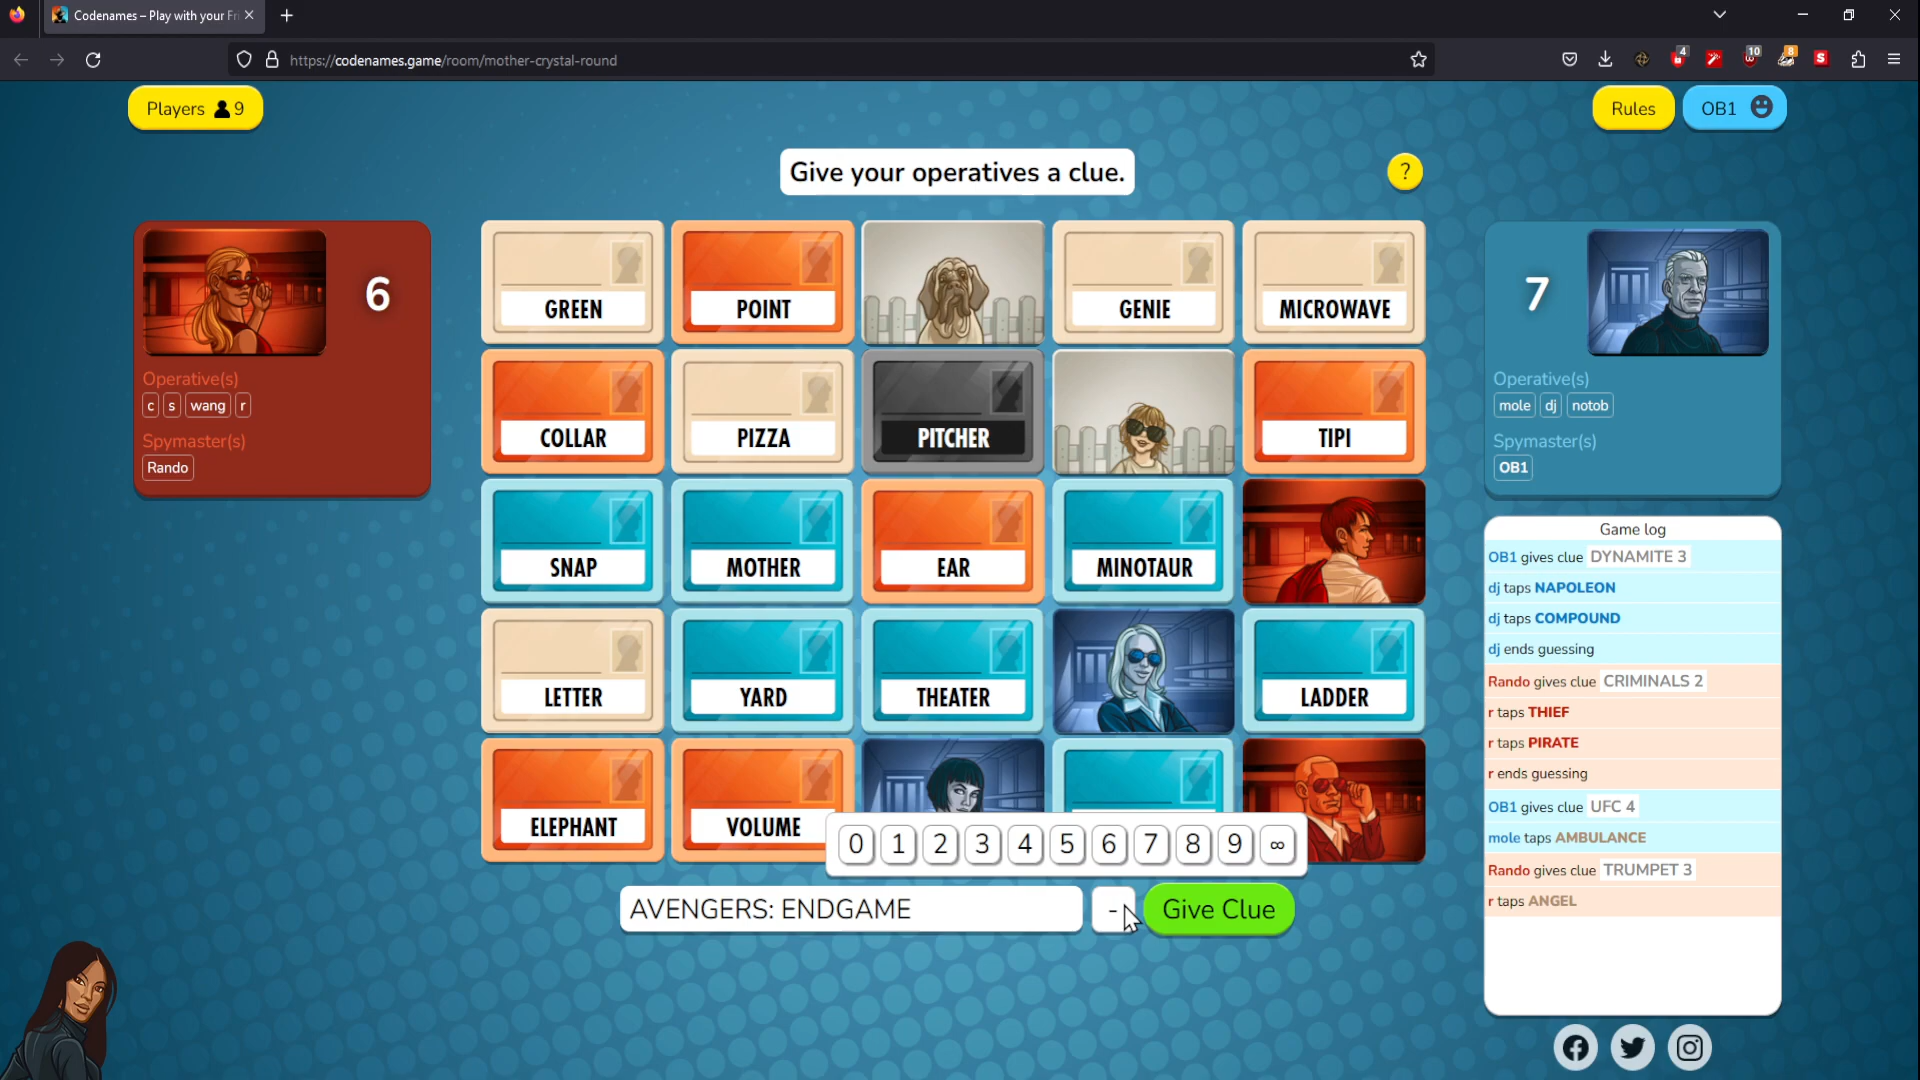 Codenames – Play with your Fr
https://codenames.game/room/mother-crystal-round
4
10
8
S
Players 9
Rules
OB1
Give your operatives a clue.
?
6
Operative(s)
c s wang r
Spymaster(s)
Rando
GREEN
POINT
GENIE
MICROWAVE
COLLAR
PIZZA
PITCHER
TIPI
SNAP
MOTHER
EAR
MINOTAUR
LETTER
YARD
THEATER
LADDER
ELEPHANT
VOLUME
0 1 2 3 4 5 6 7 8 9 ∞
AVENGERS: ENDGAME
-
Give Clue
7
Operative(s)
mole dj notob
Spymaster(s)
OB1
Game log
OB1 gives clue DYNAMITE 3
dj taps NAPOLEON
dj taps COMPOUND
dj ends guessing
Rando gives clue CRIMINALS 2
r taps THIEF
r taps PIRATE
r ends guessing
OB1 gives clue UFC 4
mole taps AMBULANCE
Rando gives clue TRUMPET 3
r taps ANGEL